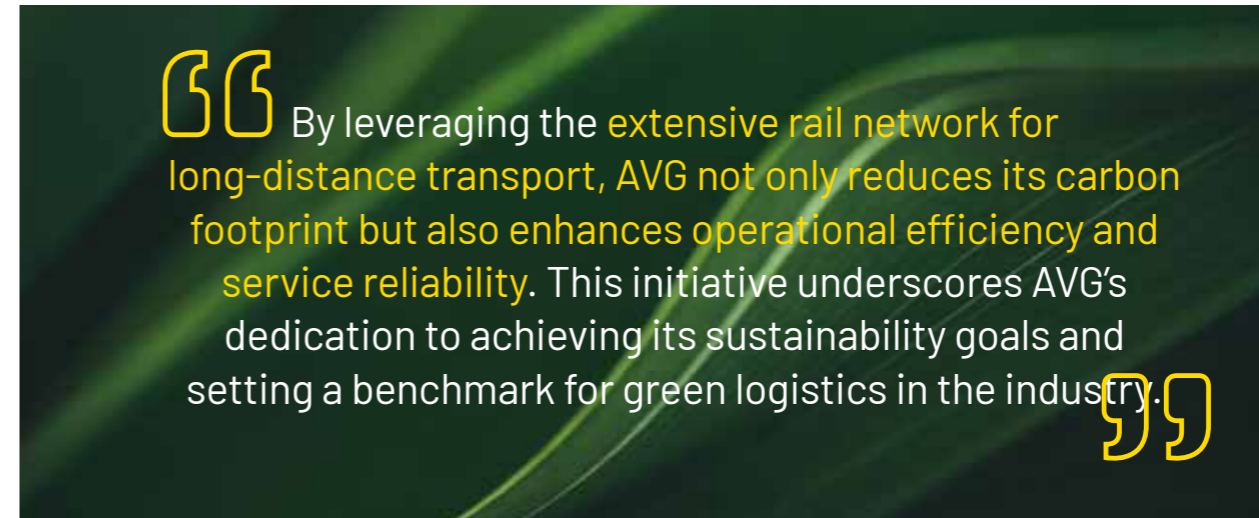 “ By leveraging the extensive rail network for
long-distance transport, AVG not only reduces its carbon
footprint but also enhances operational efficiency and
service reliability. This initiative underscores AVG’s
dedication to achieving its sustainability goals and
setting a benchmark for green logistics in the industry. ”